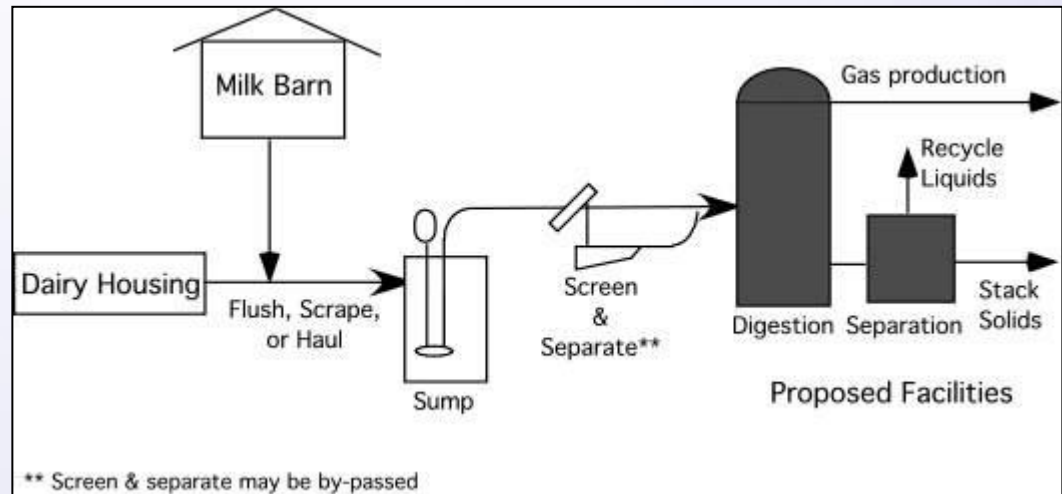 Milk Barn
Gas production
Recycle
Liquids
Dairy Housing
Flush, Scrape,
or Haul
Sump
Screen
&
Separate**
Digestion
Separation
Stack
Solids
Proposed Facilities
** Screen & separate may be by-passed